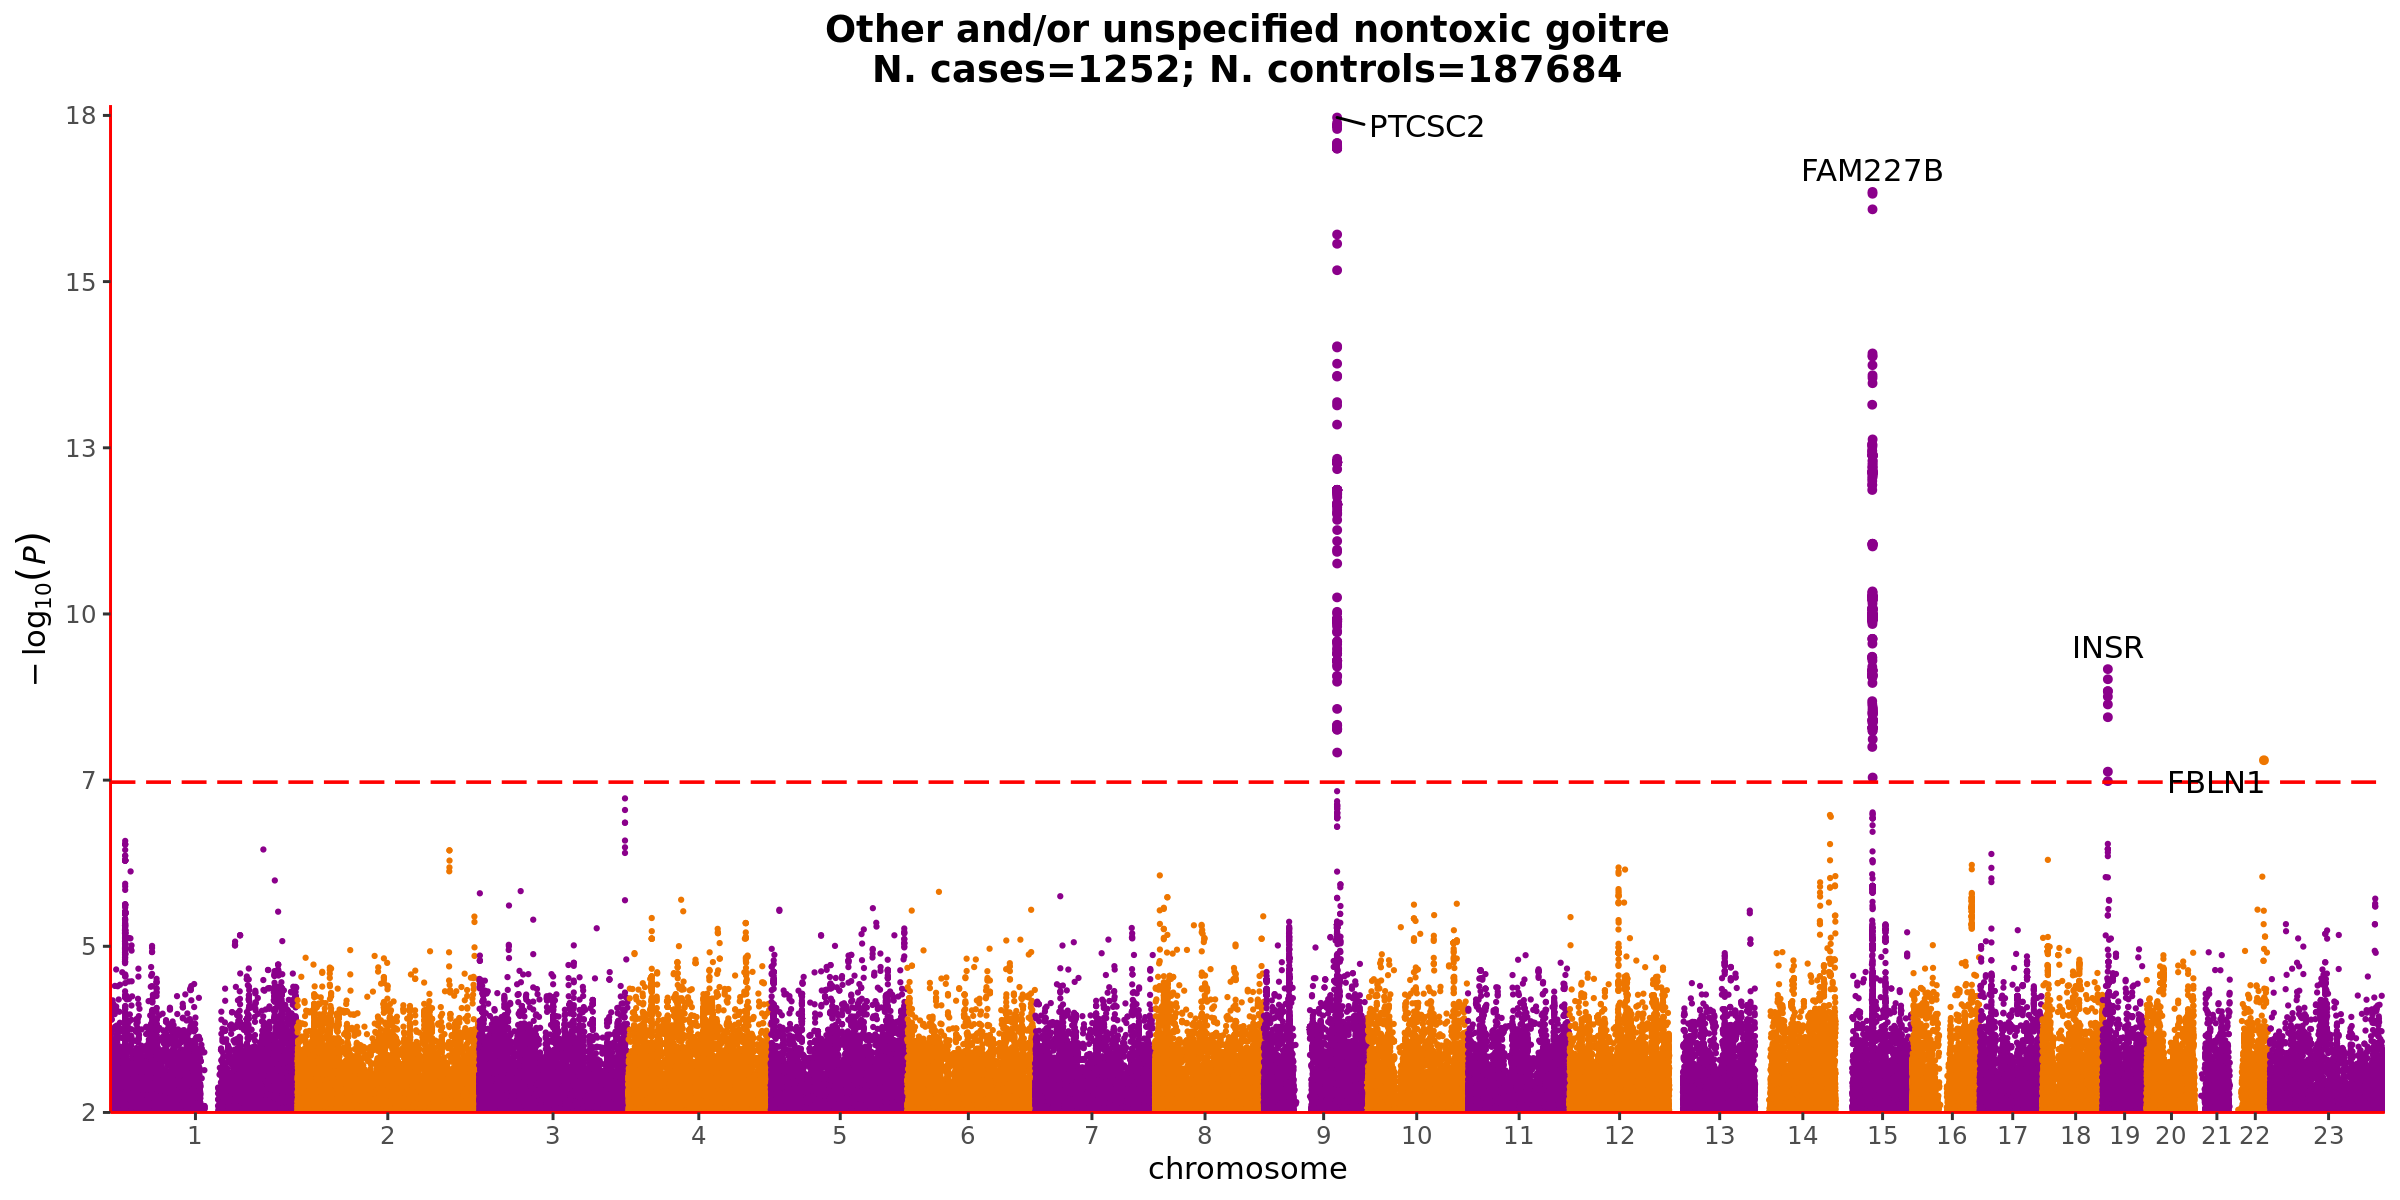 Other and/or unspecified nontoxic goitre
N. cases=1252; N. controls=187684
18
15
13
10
7
5
2
−log10(P)
PTCSC2
FAM227B
INSR
FBLN1
1 2 3 4 5 6 7 8 9 10 11 12 13 14 15 16 17 18 19 20 21 22 23
chromosome